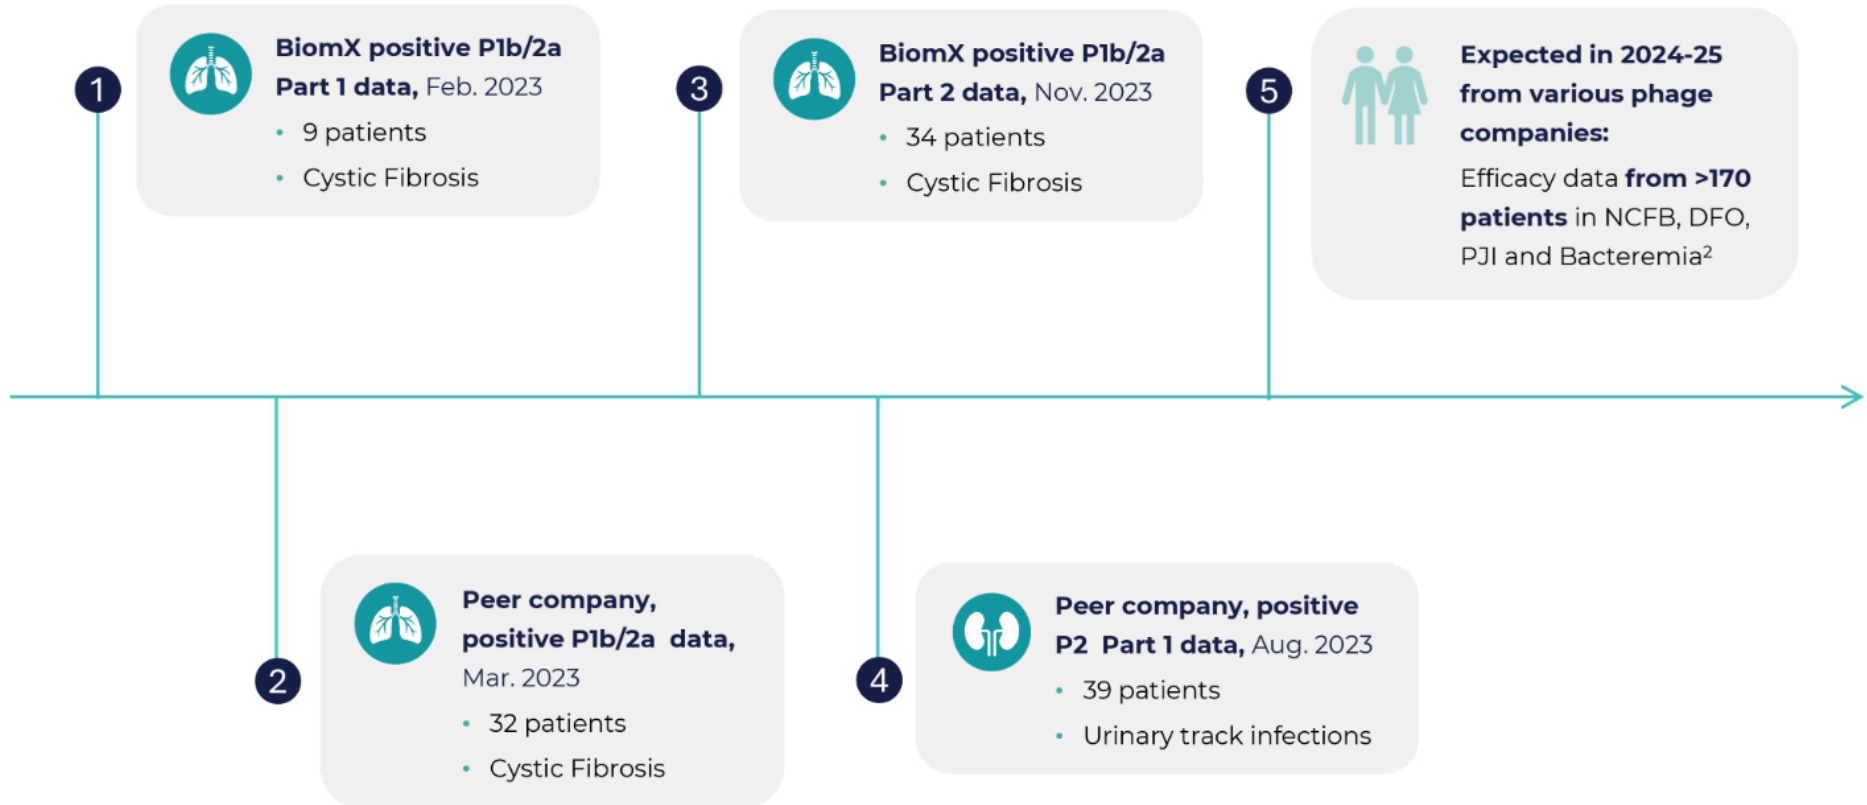 1
BiomX positive P1b/2a
Part 1 data, Feb. 2023
• 9 patients
• Cystic Fibrosis
2
Peer company,
positive P1b/2a data,
Mar. 2023
• 32 patients
• Cystic Fibrosis
3
BiomX positive P1b/2a
Part 2 data, Nov. 2023
• 34 patients
• Cystic Fibrosis
4
Peer company, positive
P2 Part 1 data, Aug. 2023
• 39 patients
• Urinary track infections
5
Expected in 2024-25
from various phage
companies:
Efficacy data from >170
patients in NCFB, DFO,
PJI and Bacteremia²